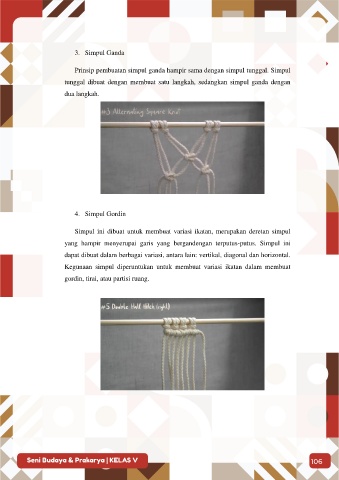 3. Simpul Ganda
Prinsip pembuatan simpul ganda hampir sama dengan simpul tunggal. Simpul
tunggal dibuat dengan membuat satu langkah, sedangkan simpul ganda dengan
dua langkah.
#3 Alternating Square Knot
4. Simpul Gordin
Simpul ini dibuat untuk membuat variasi ikatan, merupakan deretan simpul
yang hampir menyerupai garis yang bergandengan terputus-putus. Simpul ini
dapat dibuat dalam berbagai variasi, antara lain: vertikal, diagonal dan horizontal.
Kegunaan simpul diperuntukan untuk membuat variasi ikatan dalam membuat
gordin, tirai, atau partisi ruang.
#5 Double Half Hitch (right)
Seni Budaya & Prakarya | KELAS V
106